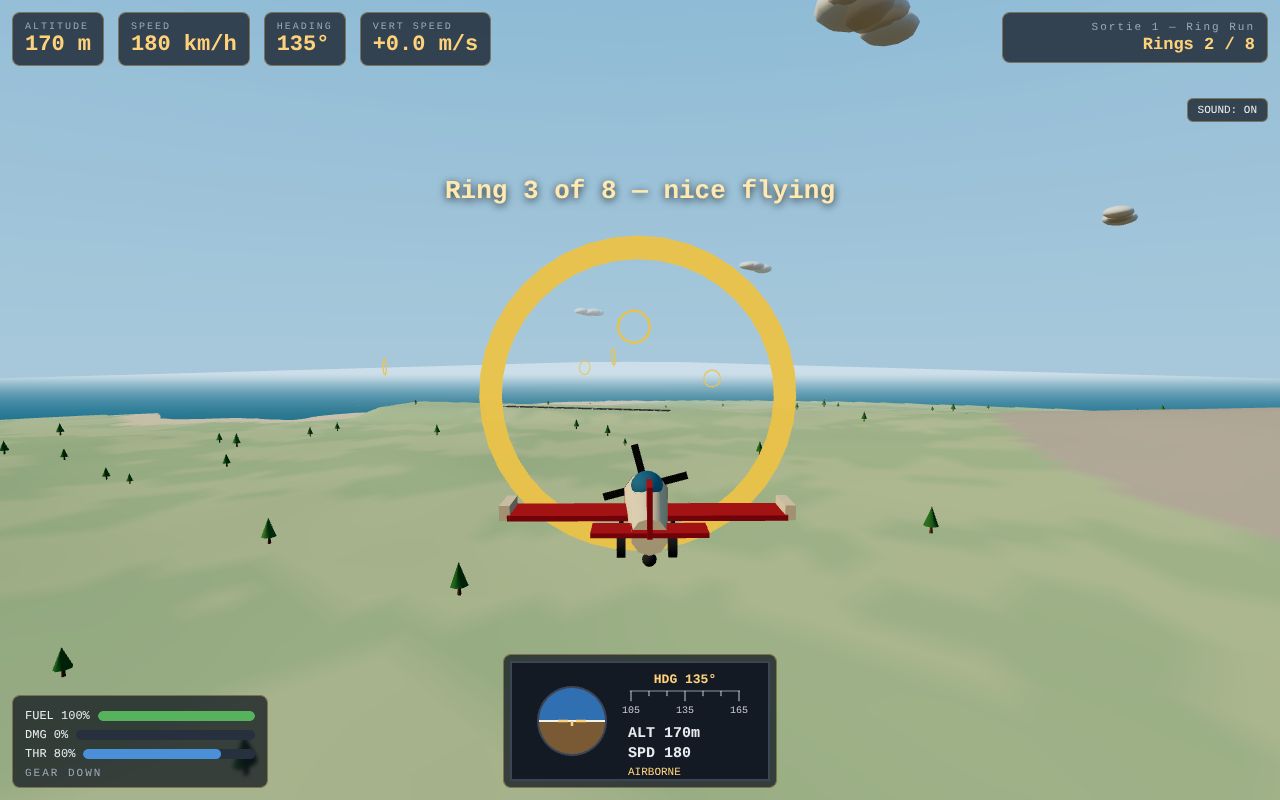 ALTITUDE
170 m
SPEED
180 km/h
HEADING
135°
VERT SPEED
+0.0 m/s
Sortie 1 — Ring Run
Rings 2 / 8
SOUND: ON
Ring 3 of 8 — nice flying
FUEL 100%
DMG 0%
THR 80%
GEAR DOWN
HDG 135°
105 135 165
ALT 170m
SPD 180
AIRBORNE